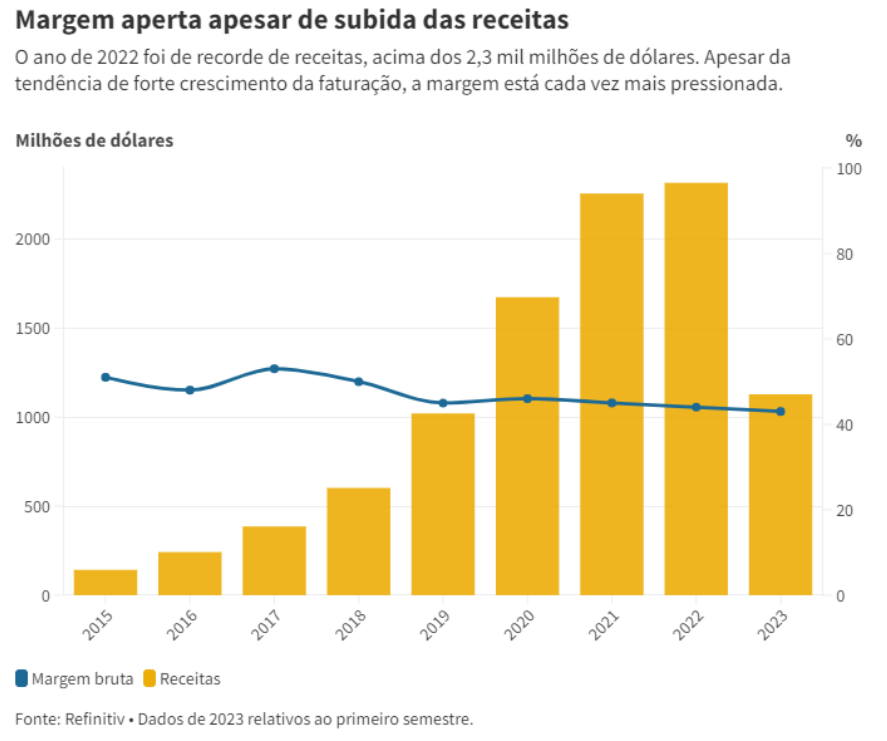 Margem aperta apesar de subida das receitas
O ano de 2022 foi de recorde de receitas, acima dos 2,3 mil milhões de dólares. Apesar da
tendência de forte crescimento da faturação, a margem está cada vez mais pressionada.
Milhões de dólares %
100
2000
80
1500
60
1000
40
500
20
0 0
2015 2016 2017 2018 2019 2020 2021 2022 2023
Margem bruta Receitas
Fonte: Refinitiv • Dados de 2023 relativos ao primeiro semestre.